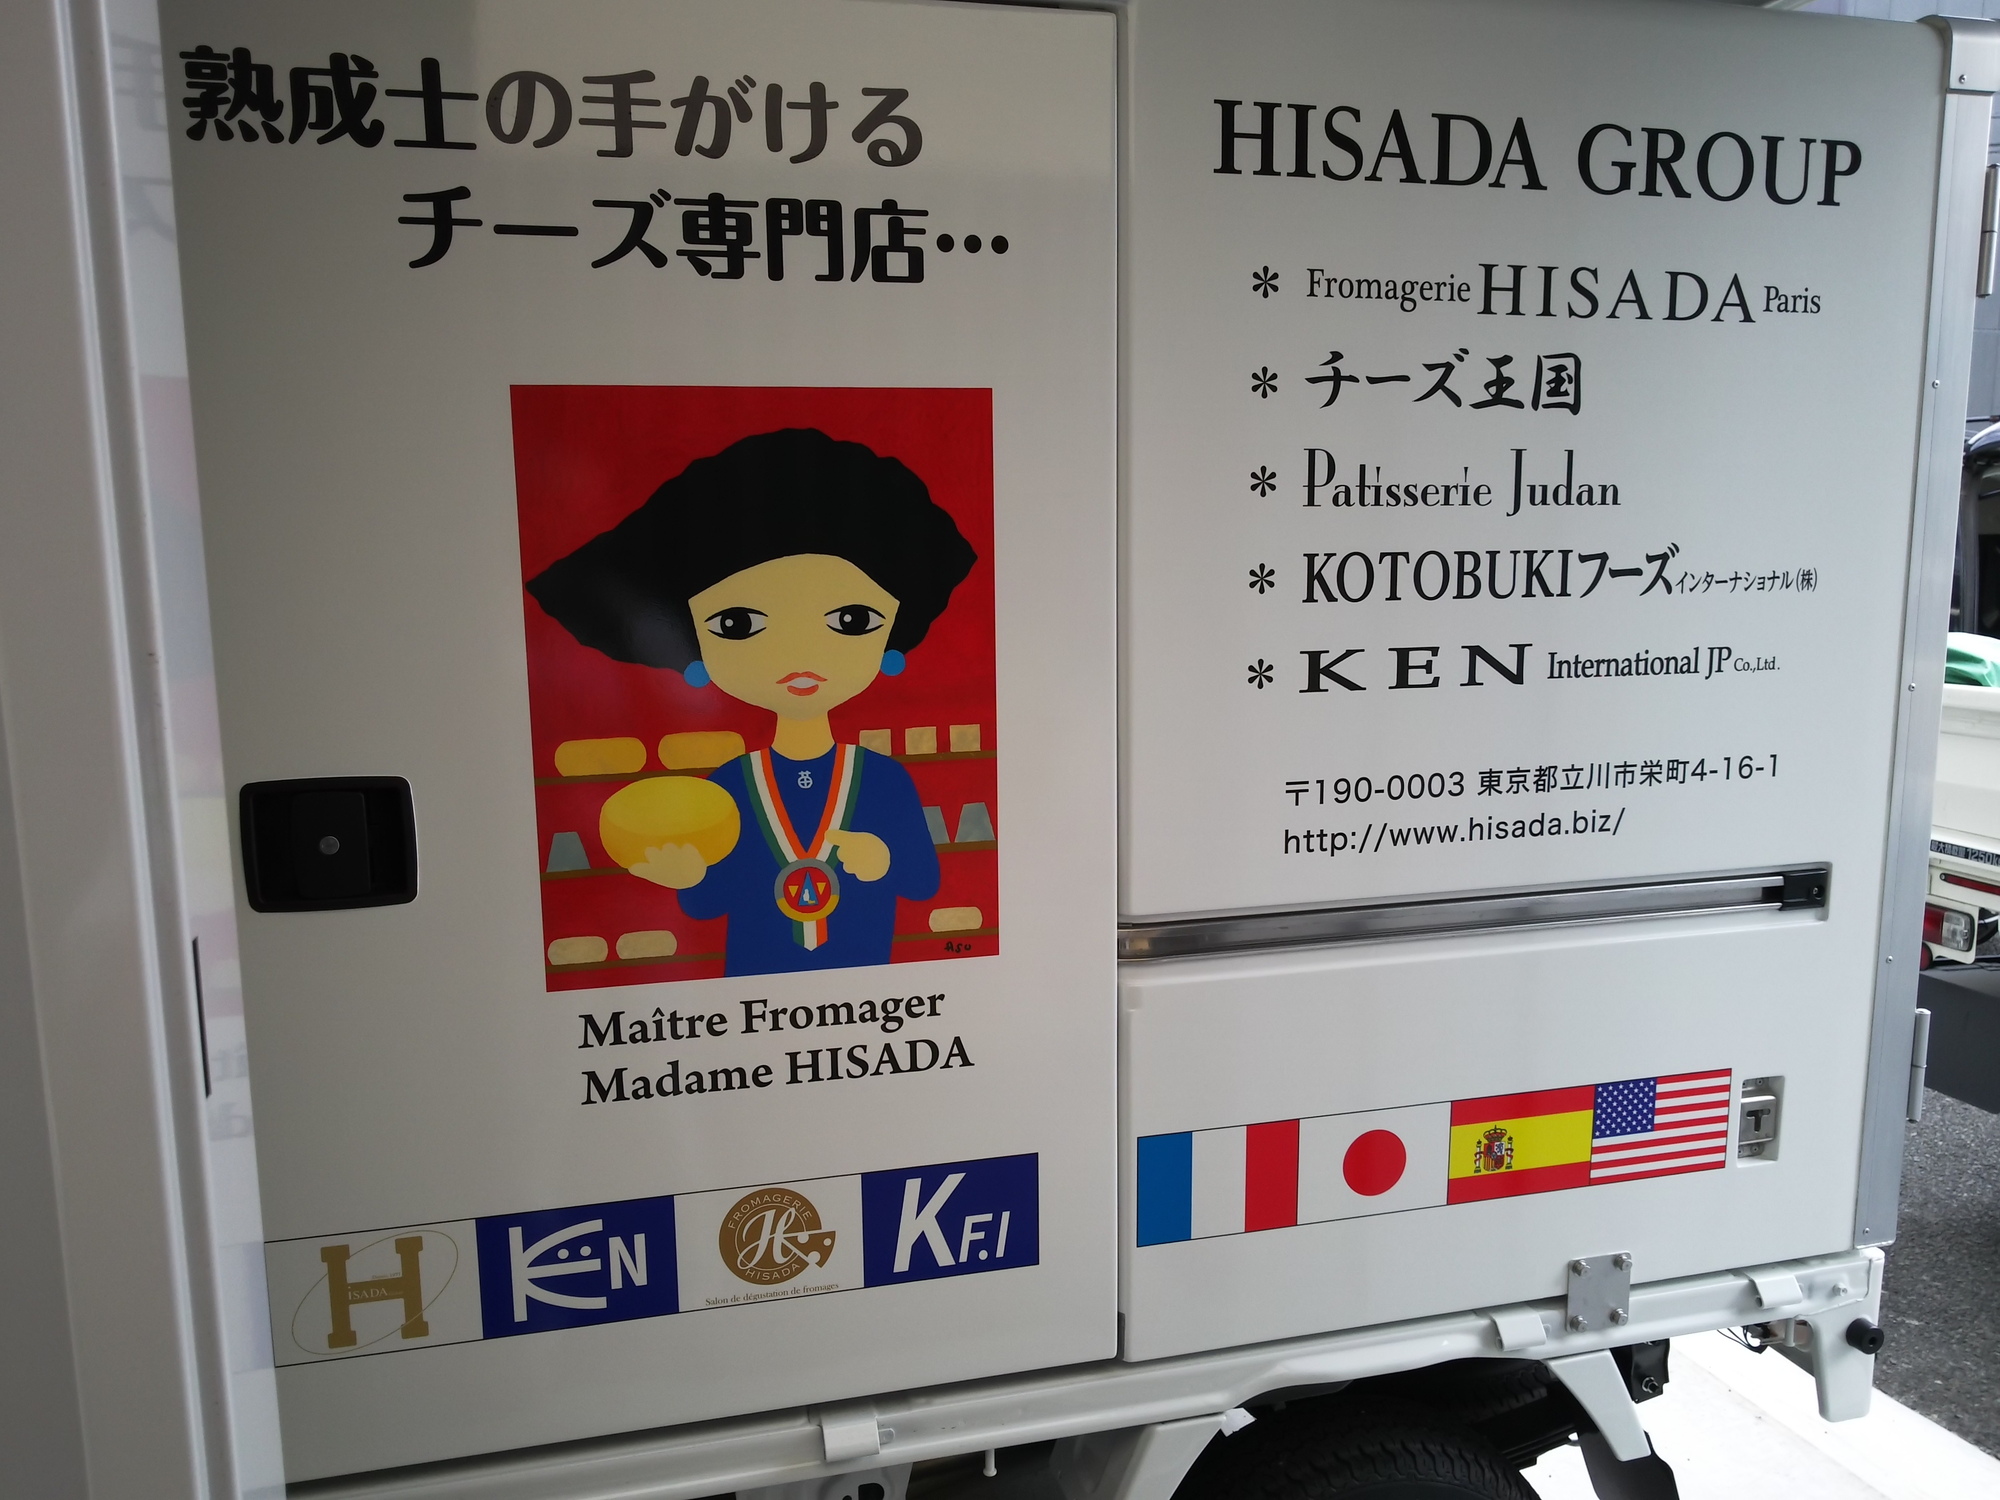 熟成士の手がける
チーズ専門店…
Asu
Maître Fromager
Madame HISADA
ISADA
KEN
FROMAGERIE
H
HISADA
Salon de dégustation de fromages
KF.I
HISADA GROUP
* Fromagerie HISADA Paris
* チーズ王国
* Patisserie Judan
* KOTOBUKIフーズインターナショナル(株)
* KEN International JP Co.,Ltd.
〒190-0003 東京都立川市栄町4-16-1
http://www.hisada.biz/